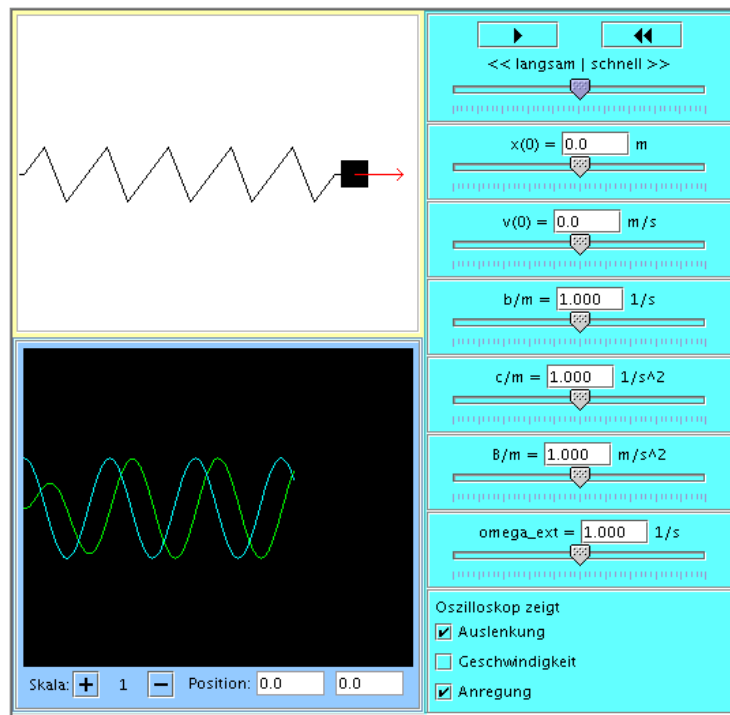 << langsam | schnell >>
x(0) = 0.0 m
v(0) = 0.0 m/s
b/m = 1.000 1/s
c/m = 1.000 1/s^2
B/m = 1.000 m/s^2
omega_ext = 1.000 1/s
Oszilloskop zeigt
Auslenkung
Geschwindigkeit
Anregung
Skala: + 1 − Position: 0.0 0.0